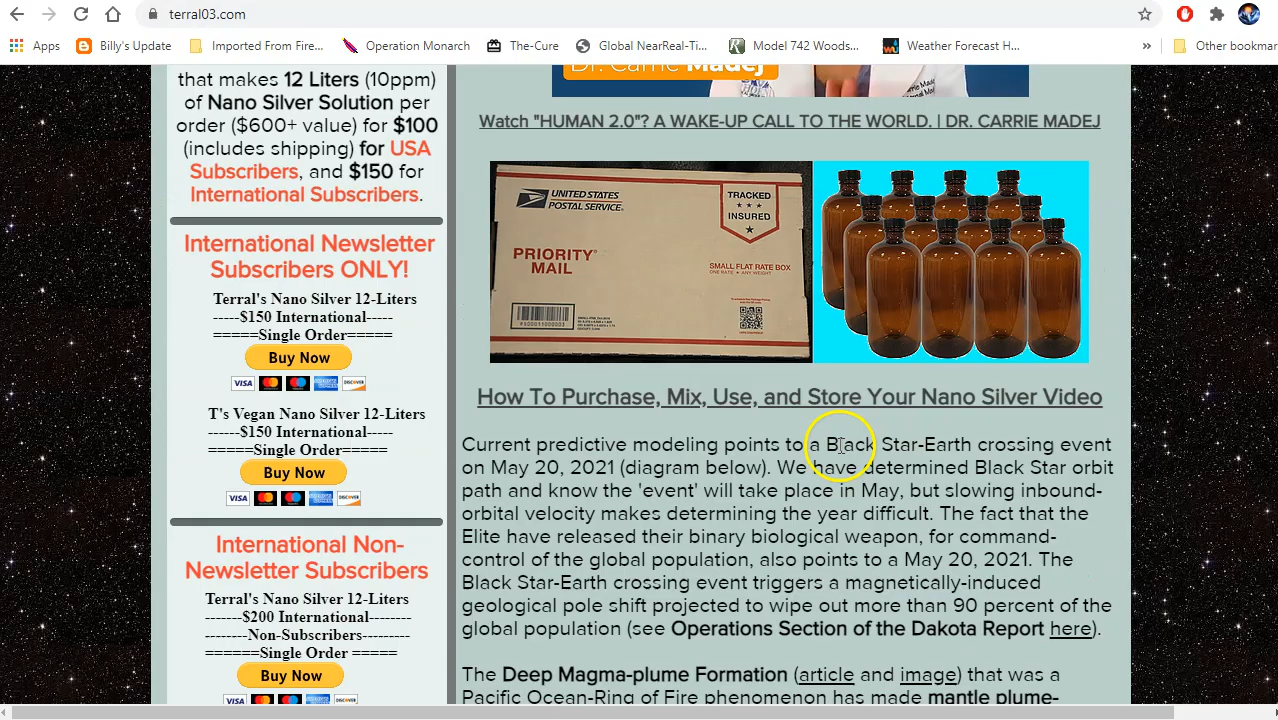 terral03.com
Apps
Billy's Update
Imported From Fire...
Operation Monarch
The-Cure
Global NearReal-Ti...
Model 742 Woods...
Weather Forecast H...
»
Other bookmar
that makes 12 Liters (10ppm)
of Nano Silver Solution per
order ($600+ value) for $100
(includes shipping) for USA
Subscribers, and $150 for
International Subscribers.
International Newsletter
Subscribers ONLY!
Terral's Nano Silver 12-Liters
-----$150 International-----
=====Single Order=====
Buy Now
VISA
DISCOVER
T's Vegan Nano Silver 12-Liters
-----$150 International-----
=====Single Order=====
Buy Now
VISA
DISCOVER
International Non-
Newsletter Subscribers
Terral's Nano Silver 12-Liters
-------$200 International--------
--------Non-Subscribers---------
======Single Order =====
Buy Now
Dr. Carrie Madej
Watch "HUMAN 2.0"? A WAKE-UP CALL TO THE WORLD. | DR. CARRIE MADEJ
UNITED STATES
POSTAL SERVICE
TRACKED
INSURED
PRIORITY
MAIL
SMALL FLAT RATE BOX
ONE RATE ANY WEIGHT
How To Purchase, Mix, Use, and Store Your Nano Silver Video
Current predictive modeling points to a Black Star-Earth crossing event
on May 20, 2021 (diagram below). We have determined Black Star orbit
path and know the 'event' will take place in May, but slowing inbound-
orbital velocity makes determining the year difficult. The fact that the
Elite have released their binary biological weapon, for command-
control of the global population, also points to a May 20, 2021. The
Black Star-Earth crossing event triggers a magnetically-induced
geological pole shift projected to wipe out more than 90 percent of the
global population (see Operations Section of the Dakota Report here).
The Deep Magma-plume Formation (article and image) that was a
Pacific Ocean-Ring of Fire phenomenon has made mantle plume-